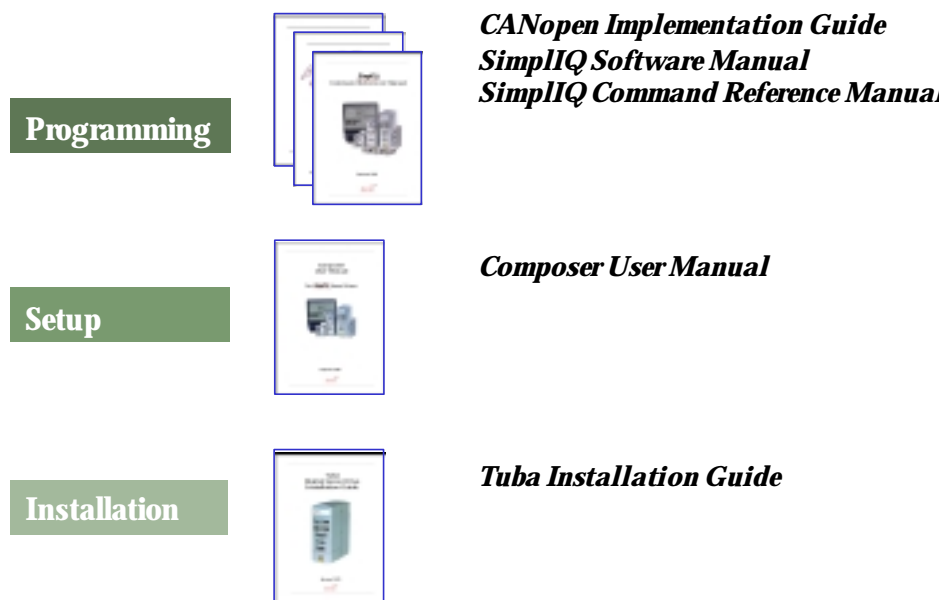 CANopen Implementation Guide
SimplIQ Software Manual
SimplIQ Command Reference Manual
Programming
Composer User Manual
Setup
Tuba Installation Guide
Installation